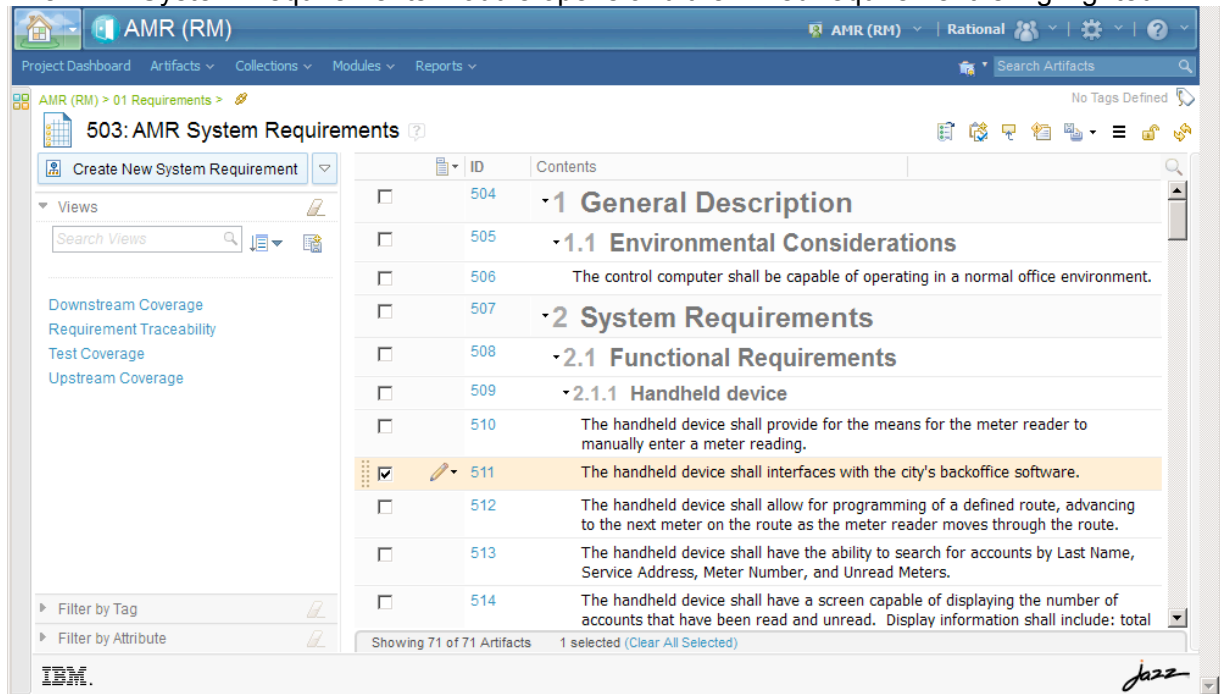 AMR (RM)
AMR (RM) | Rational | |
Project Dashboard Artifacts Collections Modules Reports
Search Artifacts
AMR (RM) > 01 Requirements >
No Tags Defined
503: AMR System Requirements ?
Create New System Requirement
ID Contents
Views
Search Views
Downstream Coverage
Requirement Traceability
Test Coverage
Upstream Coverage
Filter by Tag
Filter by Attribute
504 1 General Description
505 1.1 Environmental Considerations
506 The control computer shall be capable of operating in a normal office environment.
507 2 System Requirements
508 2.1 Functional Requirements
509 2.1.1 Handheld device
510 The handheld device shall provide for the means for the meter reader to
manually enter a meter reading.
511 The handheld device shall interfaces with the city's backoffice software.
512 The handheld device shall allow for programming of a defined route, advancing
to the next meter on the route as the meter reader moves through the route.
513 The handheld device shall have the ability to search for accounts by Last Name,
Service Address, Meter Number, and Unread Meters.
514 The handheld device shall have a screen capable of displaying the number of
accounts that have been read and unread. Display information shall include: total
Showing 71 of 71 Artifacts 1 selected (Clear All Selected)
IBM.
jazz